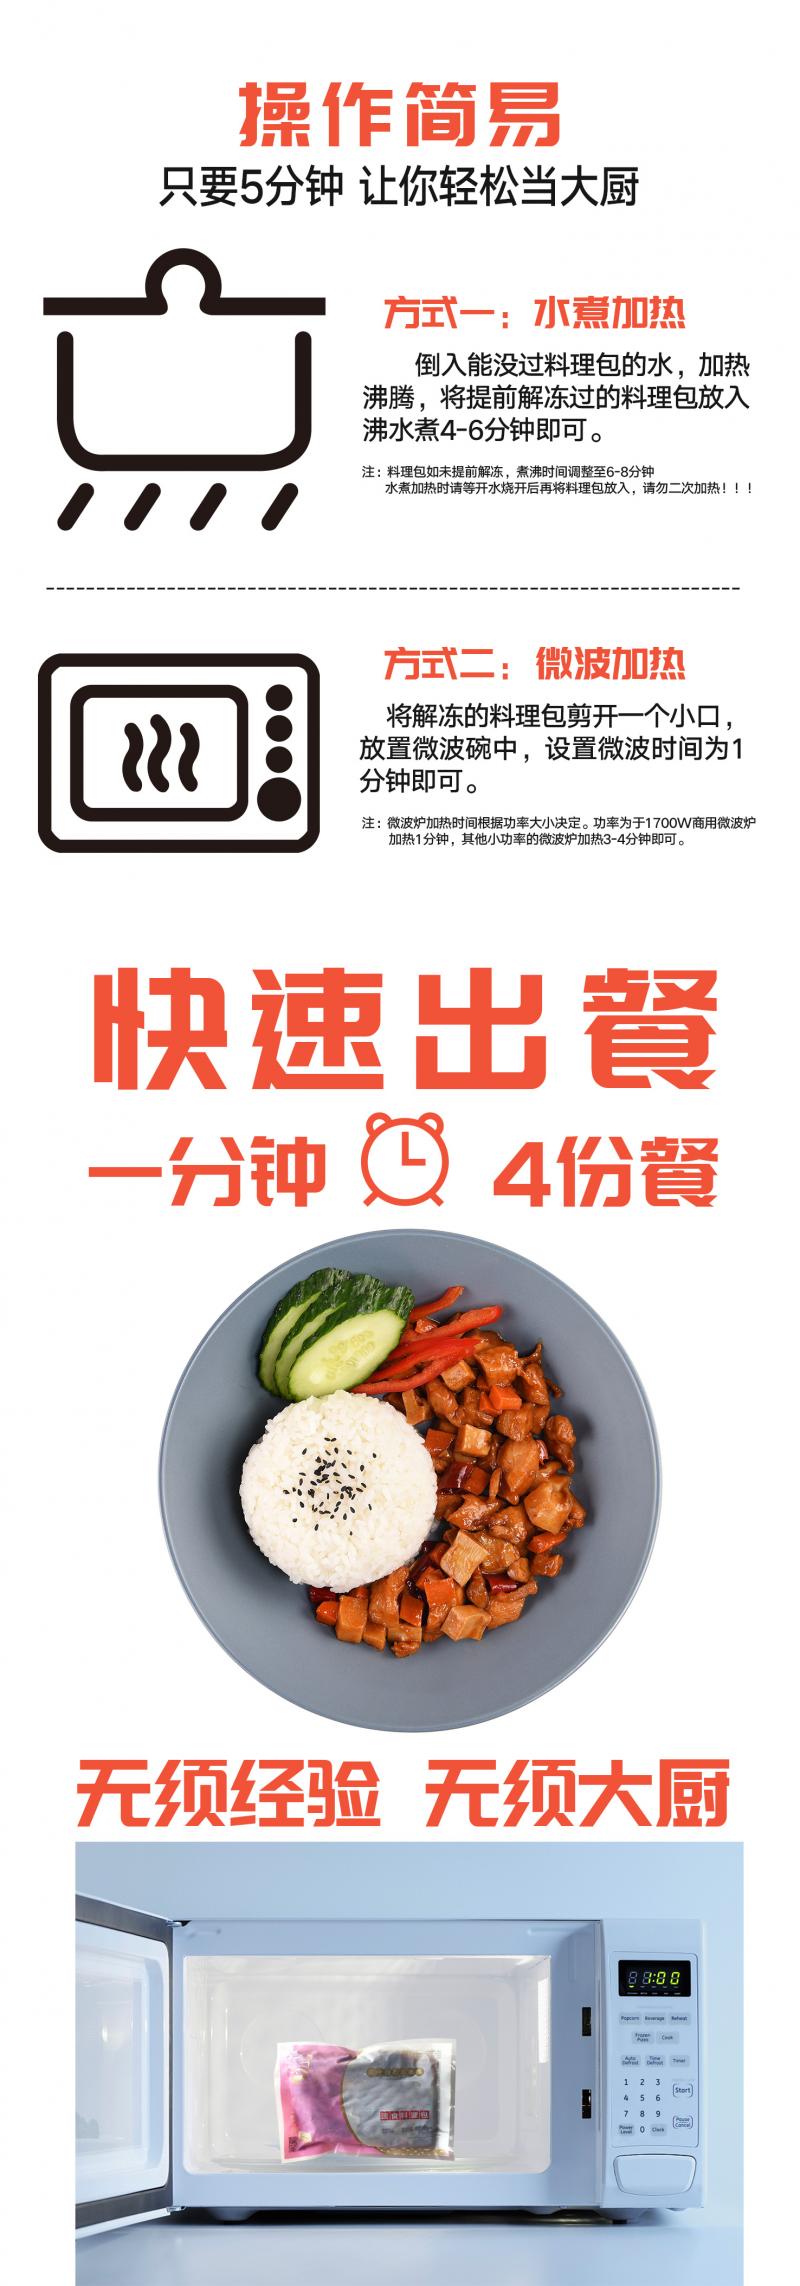 操作简易
只要5分钟 让你轻松当大厨
方式一：水煮加热
倒入能没过料理包的水，加热
沸腾，将提前解冻过的料理包放入
沸水煮4-6分钟即可。
注：料理包如未提前解冻，煮沸时间调整至6-8分钟
水煮加热时请等开水烧开后再将料理包放入，请勿二次加热！！！
方式二：微波加热
将解冻的料理包剪开一个小口，
放置微波碗中，设置微波时间为1
分钟即可。
注：微波炉加热时间根据功率大小决定。功率为于1700W商用微波炉
加热1分钟，其他小功率的微波炉加热3-4分钟即可。
快速出餐
一分钟 4份餐
无须经验 无须大厨
1:00
Popcorn Beverage Reheat
Frozen Pizza Cook
Auto Defrost Time Defrost Timer
1 2 3
4 5 6
Start
7 8 9
Pause Cancel
Power Level 0 Clock